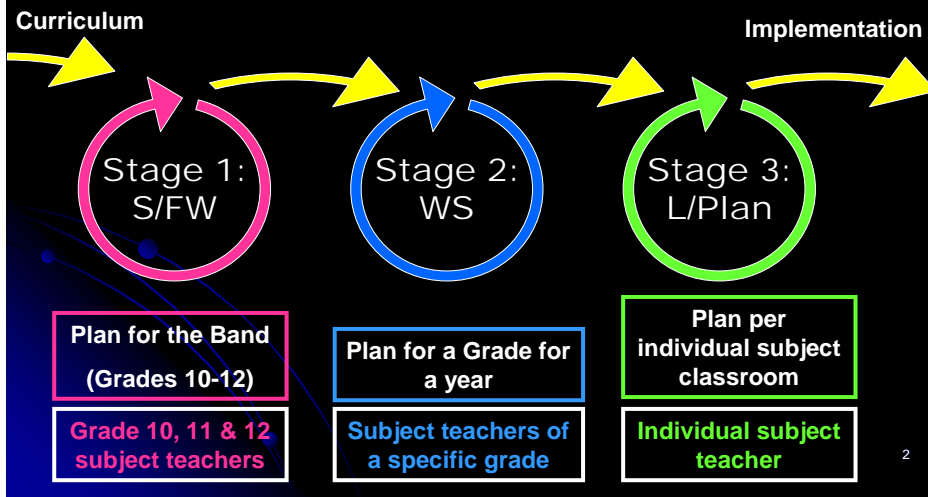 Curriculum
Implementation
Stage 1:
S/FW
Stage 2:
WS
Stage 3:
L/Plan
Plan for the Band
(Grades 10-12)
Plan for a Grade for
a year
Plan per
individual subject
classroom
Grade 10, 11 & 12
subject teachers
Subject teachers of
a specific grade
Individual subject
teacher
2